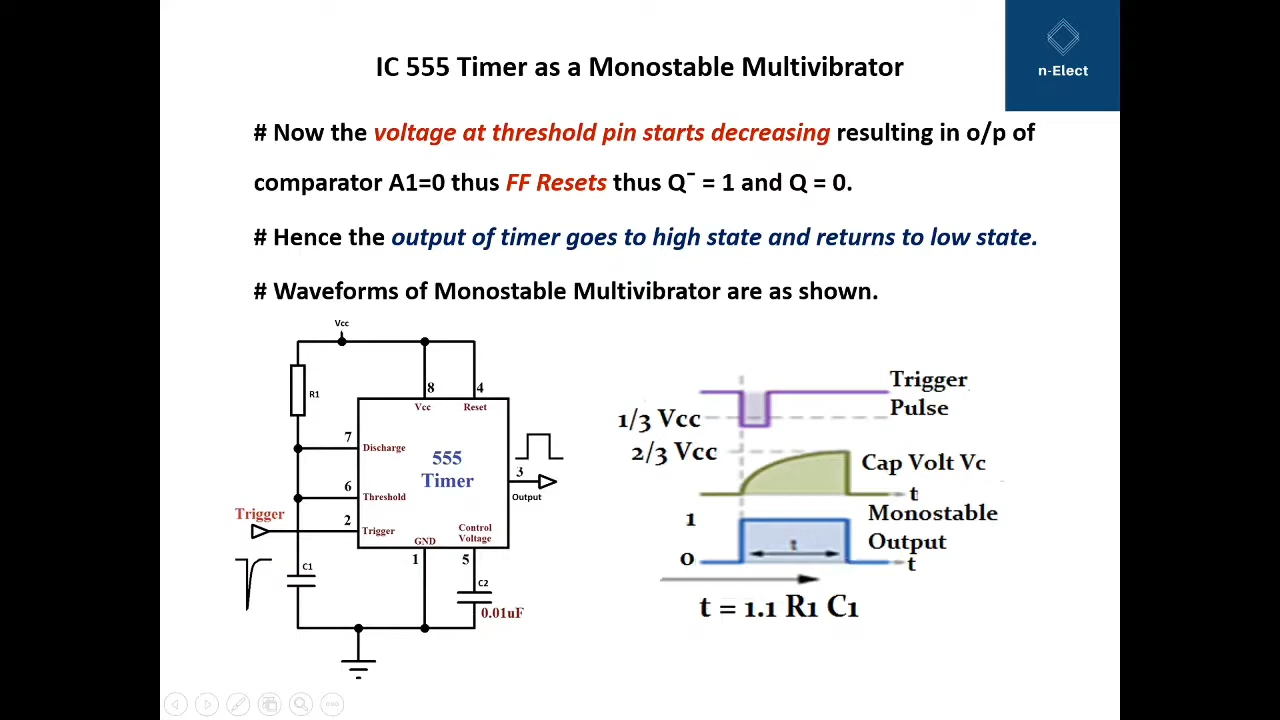 IC 555 Timer as a Monostable Multivibrator
n-Elect
# Now the voltage at threshold pin starts decreasing resulting in o/p of
comparator A1=0 thus FF Resets thus Q¯ = 1 and Q = 0.
# Hence the output of timer goes to high state and returns to low state.
# Waveforms of Monostable Multivibrator are as shown.
Vcc
R1
8
4
Vcc
Reset
7
Discharge
555
Timer
6
Threshold
3
Output
Trigger
2
Trigger
Control
Voltage
GND
1
5
C1
C2
0.01uF
Trigger
Pulse
1/3 Vcc
2/3 Vcc
Cap Volt Vc
t
Monostable
Output
1
0
t
t
t = 1.1 R1 C1